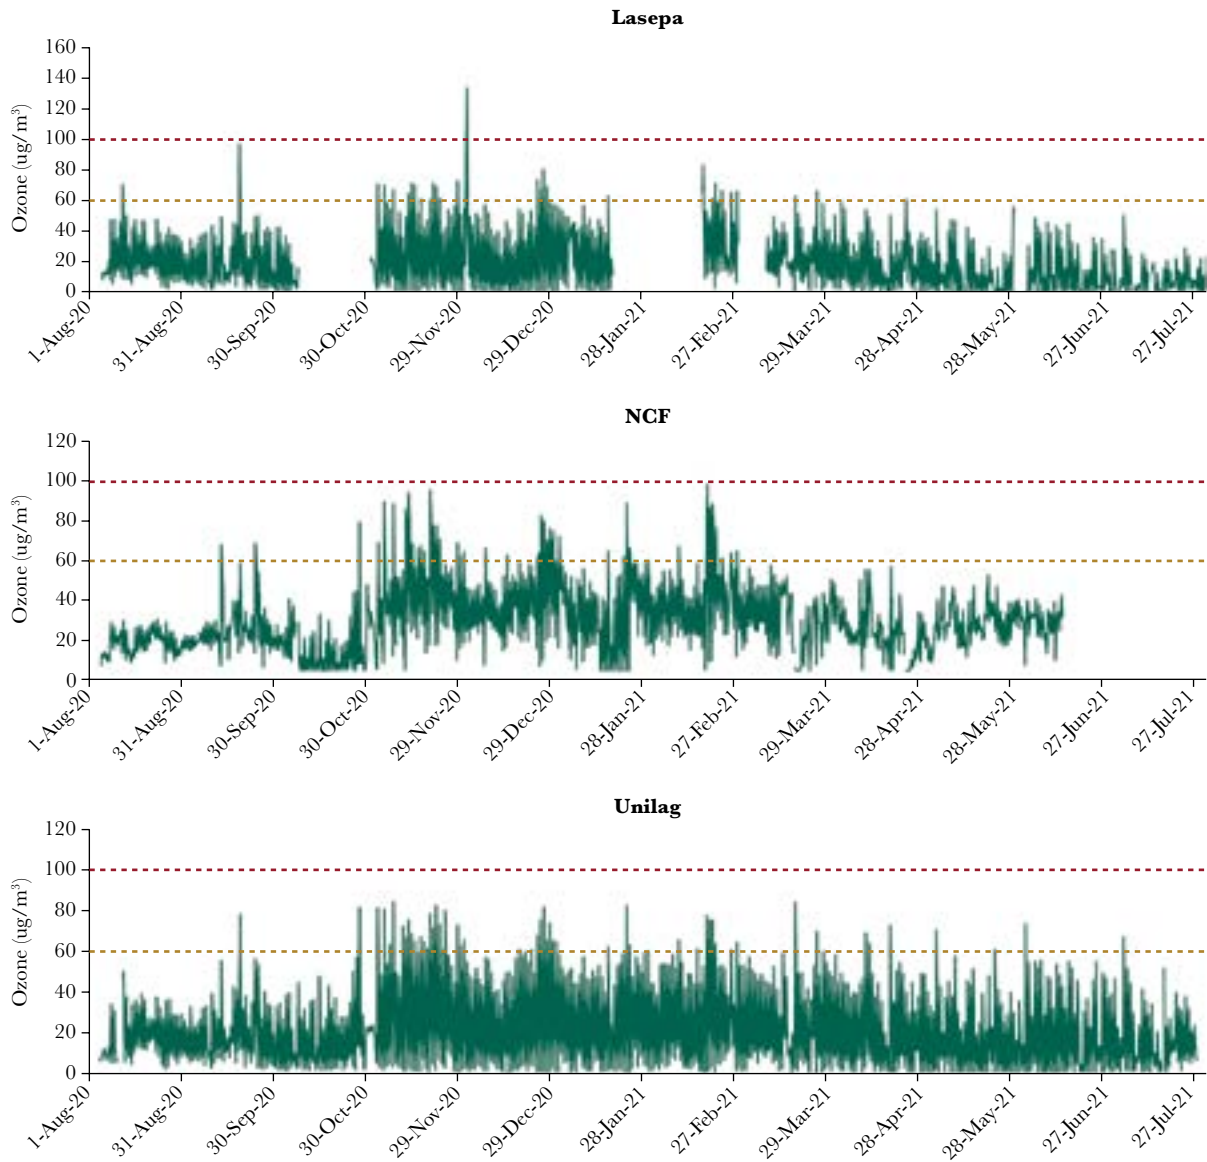 Lasepa
Ozone (ug/m³)
160
140
120
100
80
60
40
20
0
1-Aug-20
31-Aug-20
30-Sep-20
30-Oct-20
29-Nov-20
29-Dec-20
28-Jan-21
27-Feb-21
29-Mar-21
28-Apr-21
28-May-21
27-Jun-21
27-Jul-21
NCF
Ozone (ug/m³)
120
100
80
60
40
20
0
1-Aug-20
31-Aug-20
30-Sep-20
30-Oct-20
29-Nov-20
29-Dec-20
28-Jan-21
27-Feb-21
29-Mar-21
28-Apr-21
28-May-21
27-Jun-21
27-Jul-21
Unilag
Ozone (ug/m³)
120
100
80
60
40
20
0
1-Aug-20
31-Aug-20
30-Sep-20
30-Oct-20
29-Nov-20
29-Dec-20
28-Jan-21
27-Feb-21
29-Mar-21
28-Apr-21
28-May-21
27-Jun-21
27-Jul-21